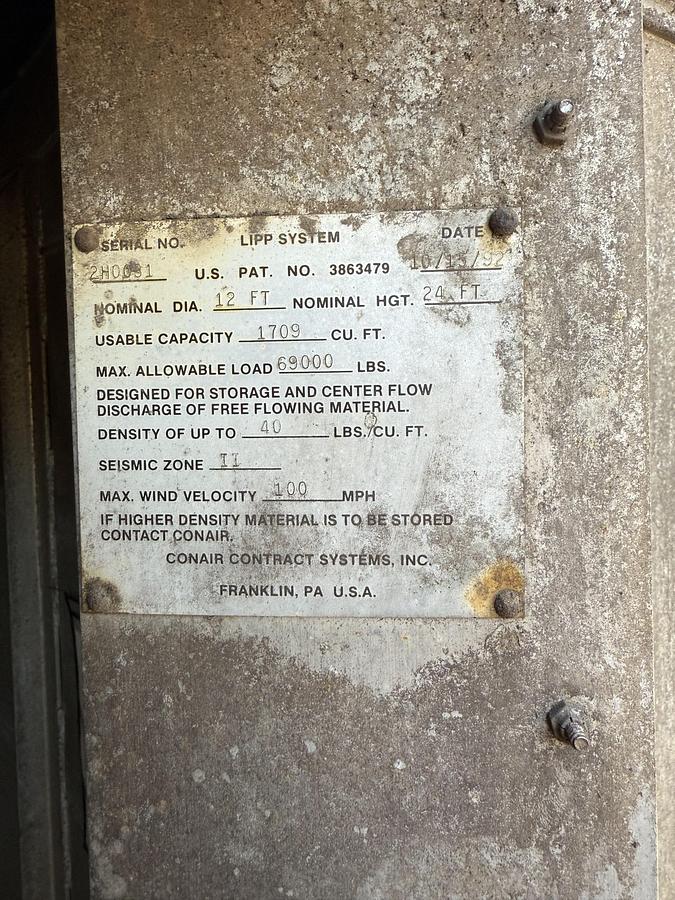 SERIAL NO. LIPP SYSTEM DATE
2H0031 U.S. PAT. NO. 3863479 10/13/92
NOMINAL DIA. 12 FT NOMINAL HGT. 24 FT
USABLE CAPACITY 1709 CU. FT.
MAX. ALLOWABLE LOAD 69000 LBS.
DESIGNED FOR STORAGE AND CENTER FLOW
DISCHARGE OF FREE FLOWING MATERIAL.
DENSITY OF UP TO 40 LBS./CU. FT.
SEISMIC ZONE II
MAX. WIND VELOCITY 100 MPH
IF HIGHER DENSITY MATERIAL IS TO BE STORED
CONTACT CONAIR.
CONAIR CONTRACT SYSTEMS, INC.
FRANKLIN, PA U.S.A.